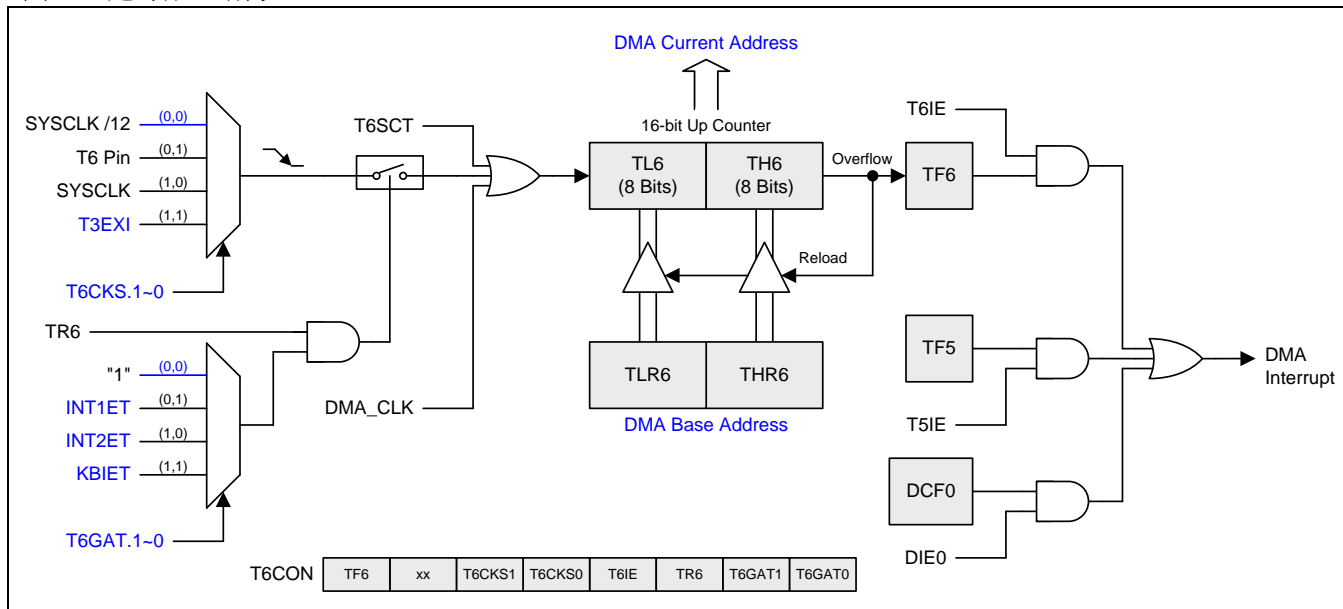 DMA Current Address
SYSCLK /12
(0,0)
T6 Pin
(0,1)
SYSCLK
(1,0)
T3EXI
(1,1)
T6CKS.1~0
T6SCT
16-bit Up Counter
TL6
(8 Bits)
TH6
(8 Bits)
Overflow
TF6
T6IE
Reload
TR6
"1"
(0,0)
INT1ET
(0,1)
INT2ET
(1,0)
KBIET
(1,1)
T6GAT.1~0
DMA_CLK
TLR6
THR6
DMA Base Address
TF5
T5IE
DCF0
DIE0
DMA
Interrupt
T6CON
TF6
xx
T6CKS1
T6CKS0
T6IE
TR6
T6GAT1
T6GAT0